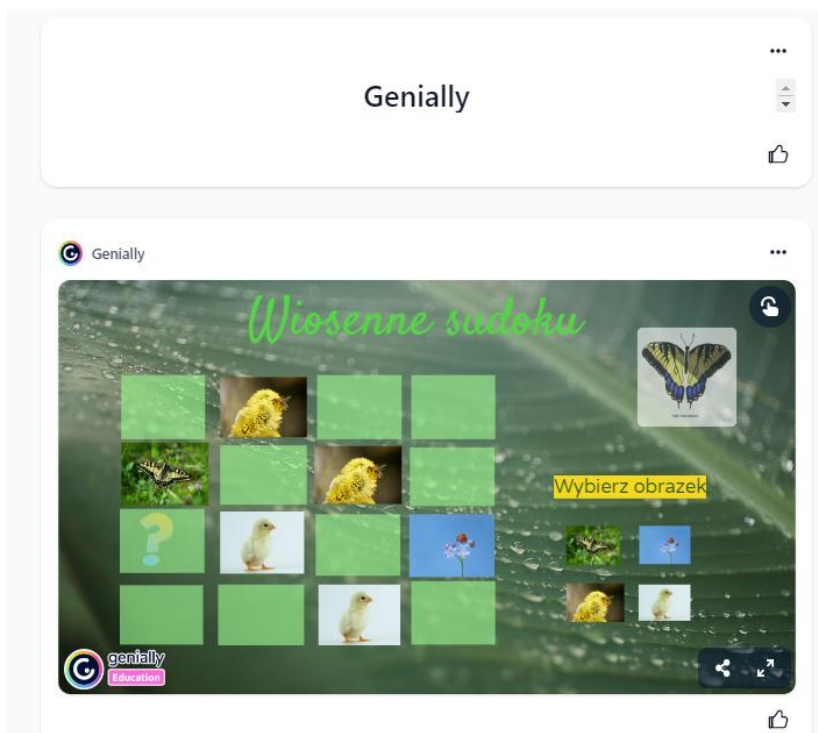 Genially
Genially
Wiosenne sudoku
Wybierz obrazek
genially
Education